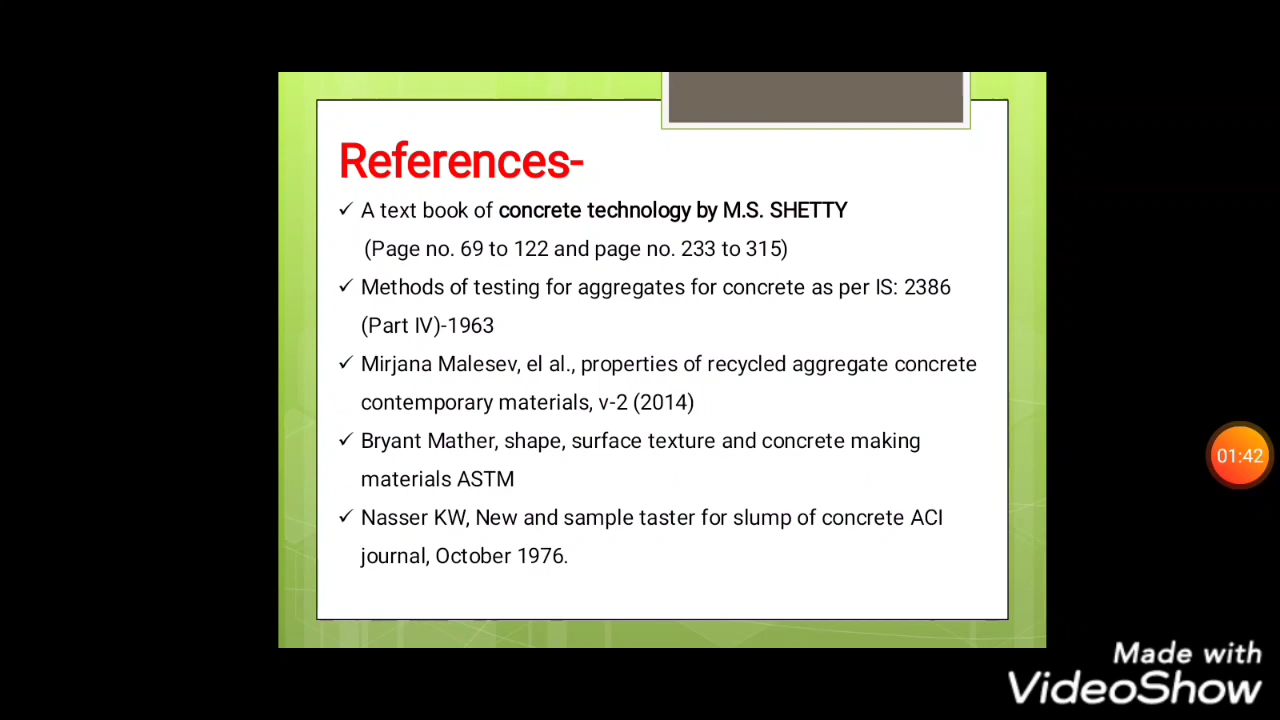 References-
✓ A text book of concrete technology by M.S. SHETTY
(Page no. 69 to 122 and page no. 233 to 315)
✓ Methods of testing for aggregates for concrete as per IS: 2386
(Part IV)-1963
✓ Mirjana Malesev, el al., properties of recycled aggregate concrete
contemporary materials, v-2 (2014)
✓ Bryant Mather, shape, surface texture and concrete making
materials ASTM
✓ Nasser KW, New and sample taster for slump of concrete ACI
journal, October 1976.
01:42
Made with
VideoShow